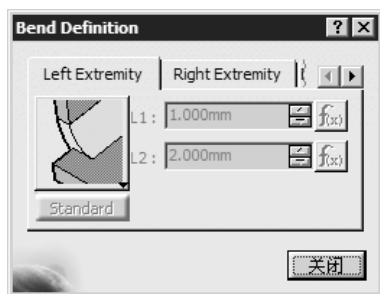 Bend Definition ? X
Left Extremity Right Extremity
L1: 1.000mm f(x)
L2: 2.000mm f(x)
Standard
关闭